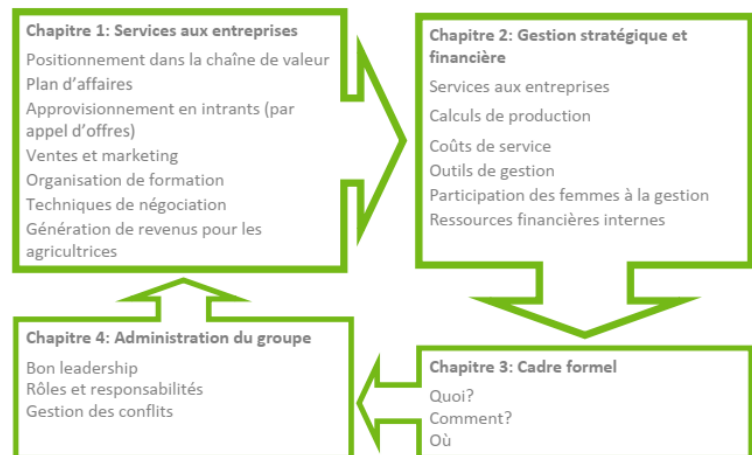 Chapitre 1: Services aux entreprises
Positionnement dans la chaîne de valeur
Plan d’affaires
Approvisionnement en intrants (par
appel d’offres)
Ventes et marketing
Organisation de formation
Techniques de négociation
Génération de revenus pour les
agricultrices
Chapitre 2: Gestion stratégique et
financière
Services aux entreprises
Calculs de production
Coûts de service
Outils de gestion
Participation des femmes à la gestion
Ressources financières internes
Chapitre 3: Cadre formel
Quoi?
Comment?
Où
Chapitre 4: Administration du groupe
Bon leadership
Rôles et responsabilités
Gestion des conflits